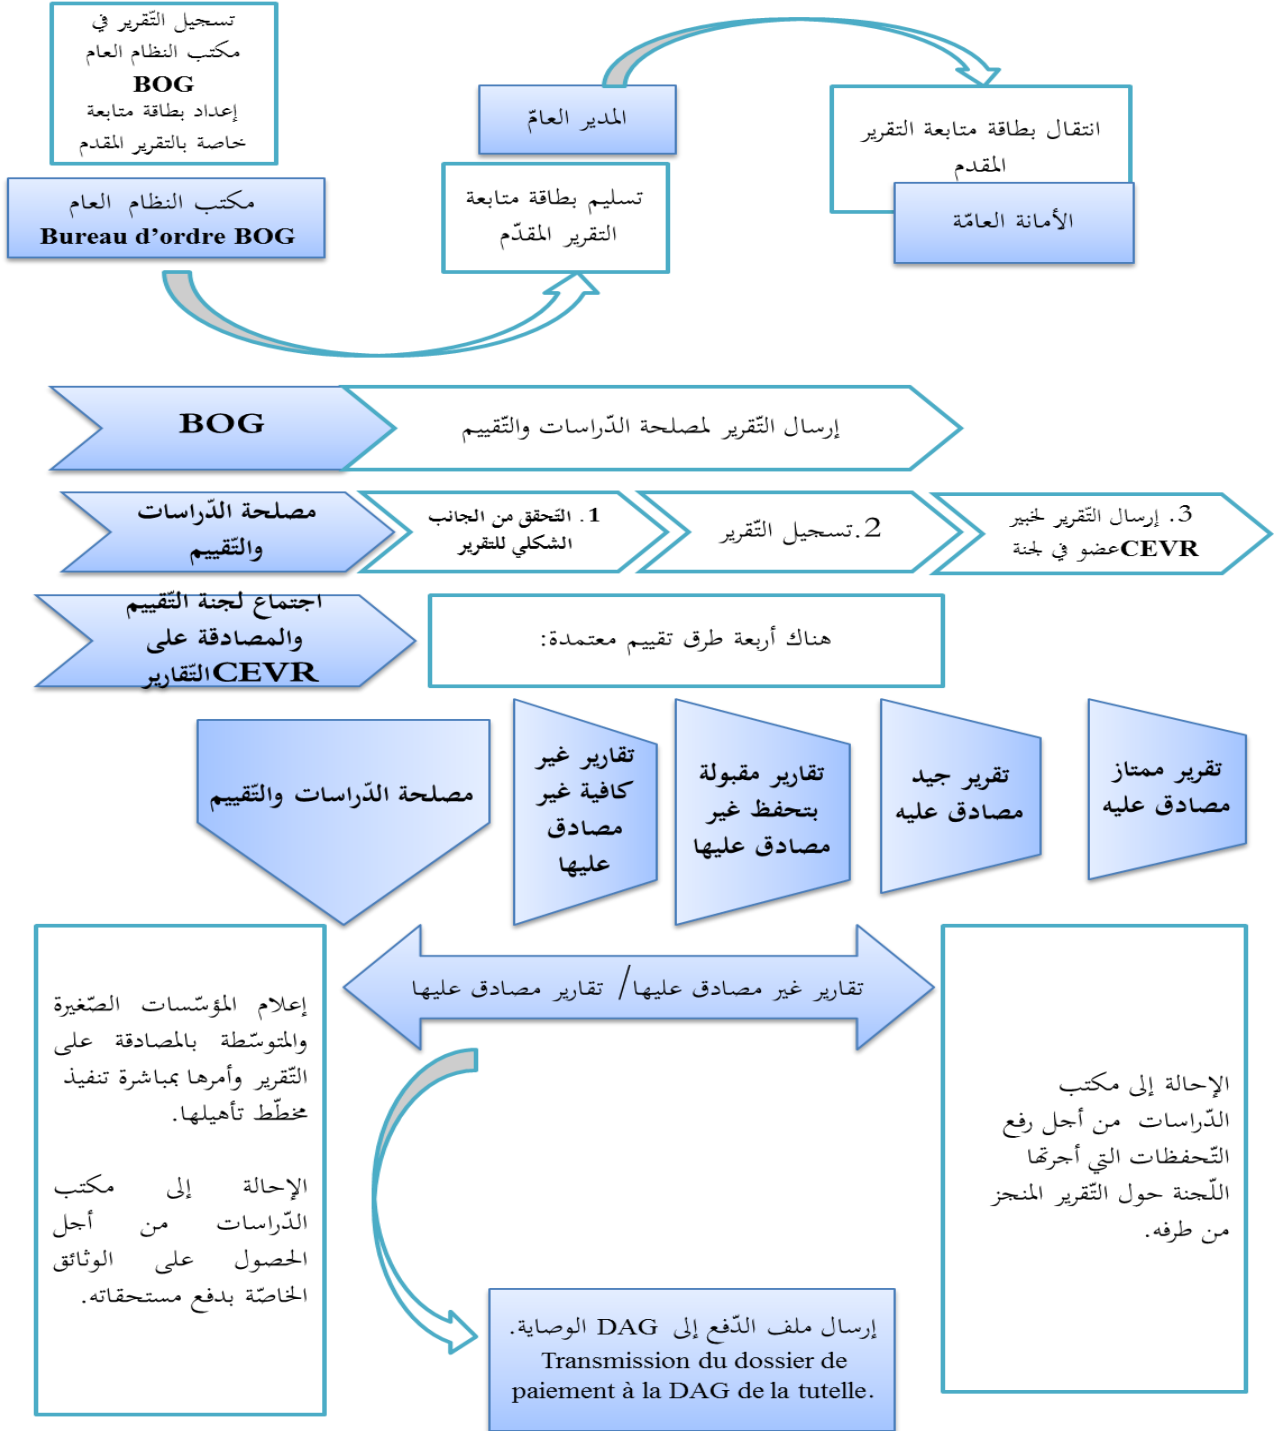 تسجيل التّقرير في
مكتب النظام العام
BOG
إعداد بطاقة متابعة
خاصة بالتقرير المقدم
مكتب النظام العام
Bureau d’ordre BOG
المدير العامّ
تسليم بطاقة متابعة
التقرير المقدّم
انتقال بطاقة متابعة التقرير
المقدم
الأمانة العامّة
BOG
إرسال التّقرير لمصلحة الدّراسات والتّقييم
مصلحة الدّراسات
والتّقييم
1. التّحقق من الجانب
الشكلي للتقرير
2.تسجيل التّقرير
3. إرسال التّقرير لخبير
عضو في لجنة CEVR
اجتماع لجنة التّقييم
والمصادقة على
التّقارير CEVR
هناك أربعة طرق تقييم معتمدة:
تقرير ممتاز
مصادق عليه
تقرير جيد
مصادق عليه
تقارير مقبولة
بتحفظ غير
مصادق عليها
تقارير غير
كافية غير
مصادق
عليها
مصلحة الدّراسات والتّقييم
تقارير غير مصادق عليها/ تقارير مصادق عليها
الإحالة إلى مكتب
الدّراسات من أجل رفع
التّحفظات التي أجرتها
اللّجنة حول التّقرير المنجز
من طرفه.
إعلام المؤسّسات الصّغيرة
والمتوسّطة بالمصادقة على
التّقرير وأمرها بمباشرة تنفيذ
مخطّط تأهيلها.
الإحالة إلى مكتب
الدّراسات من أجل
الحصول على الوثائق
الخاصّة بدفع مستحقاته.
إرسال ملف الدّفع إلى DAG الوصاية.
Transmission du dossier de
paiement à la DAG de la tutelle.